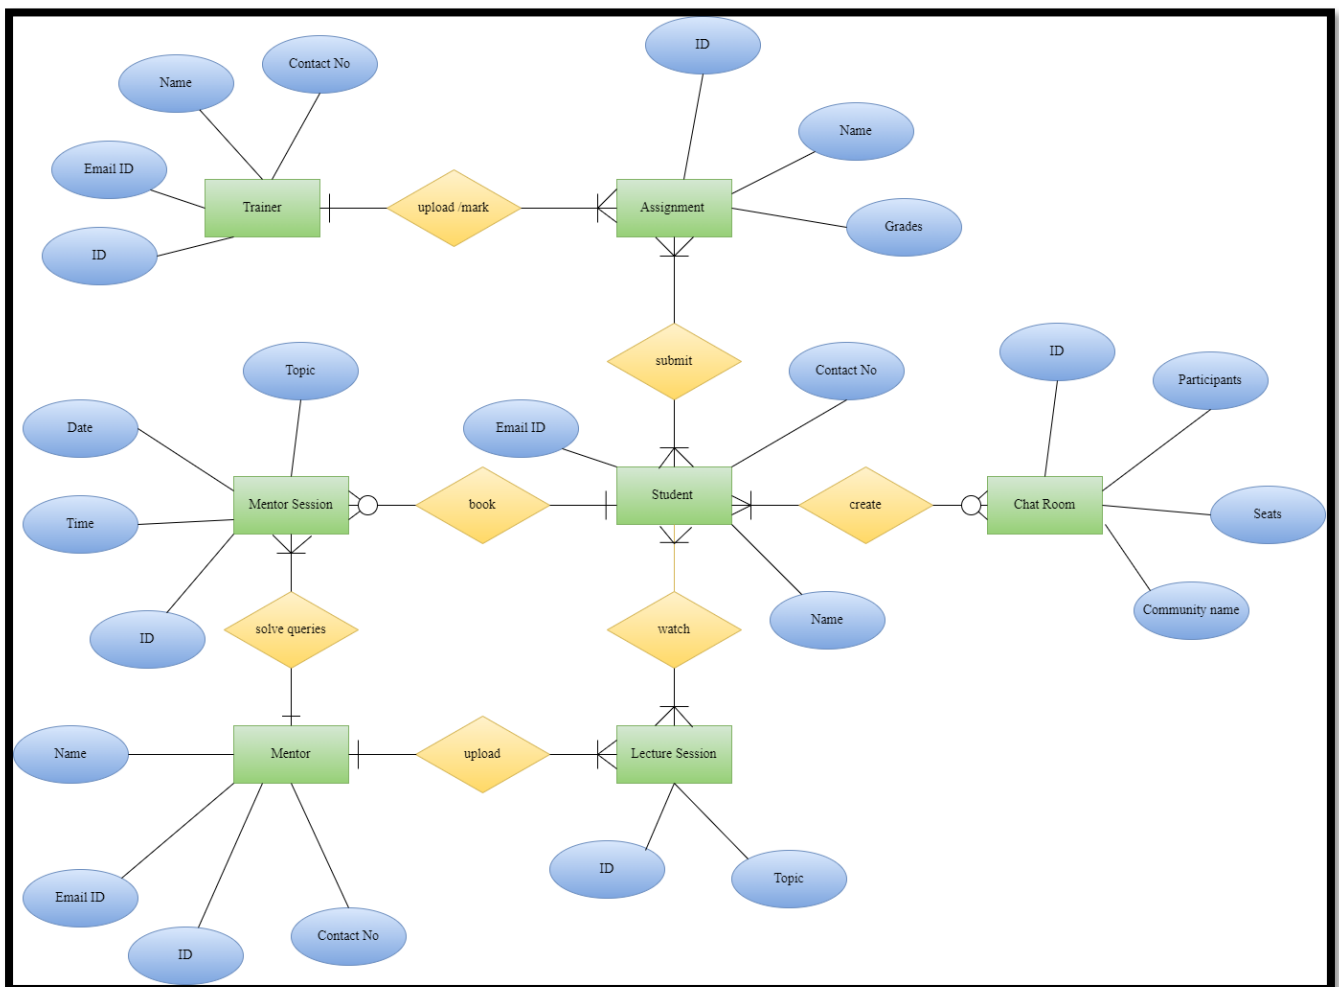 ID
Contact No
Name
Name
Email ID
Trainer
upload /mark
Assignment
Grades
ID
ID
submit
Contact No
Topic
Participants
Date
Email ID
Student
Mentor Session
book
create
Chat Room
Seats
Time
Community name
Name
ID
solve queries
watch
Name
Mentor
upload
Lecture Session
ID
Topic
Email ID
Contact No
ID